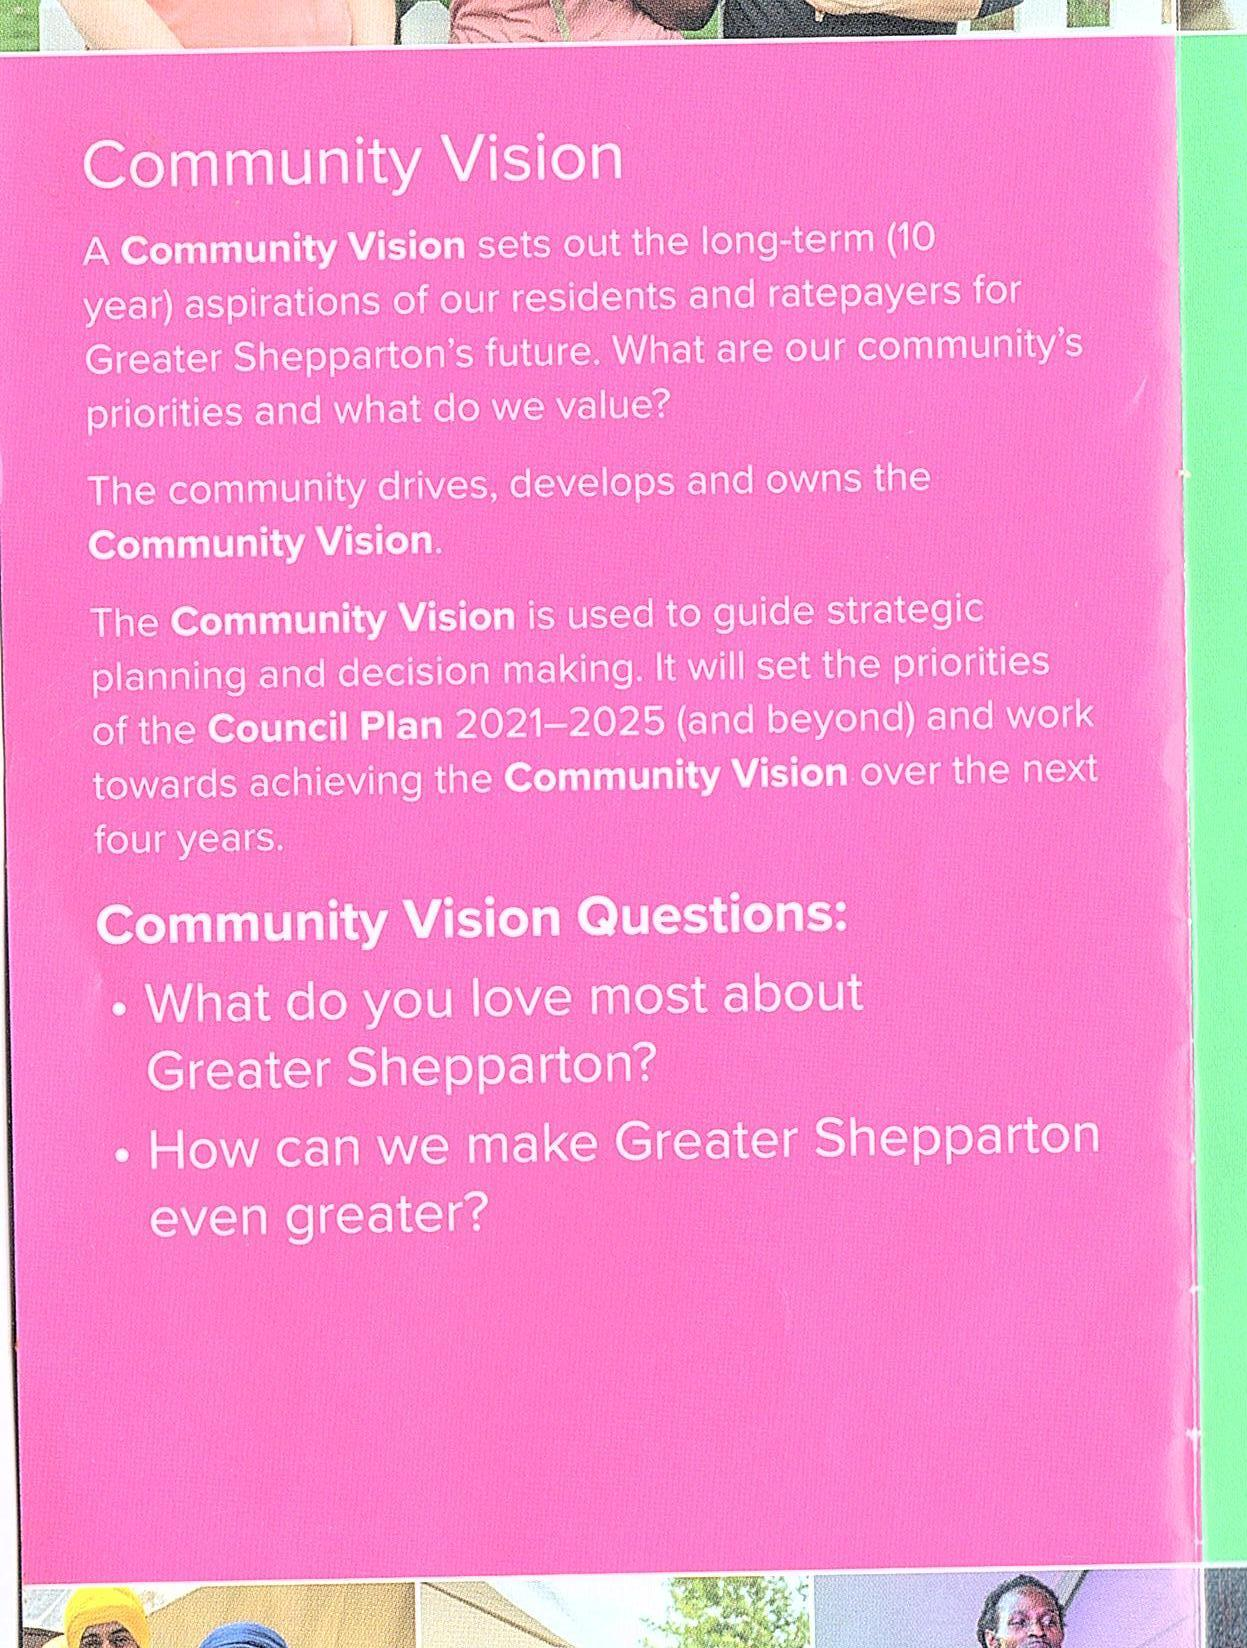 Community Vision
A Community Vision sets out the long-term (10
year) aspirations of our residents and ratepayers for
Greater Shepparton's future. What are our community's
priorities and what do we value?
The community drives, develops and owns the
Community Vision.
The Community Vision is used to guide strategic
planning and decision making. It will set the priorities
of the Council Plan 2021–2025 (and beyond) and work
towards achieving the Community Vision over the next
four years.
Community Vision Questions:
• What do you love most about
Greater Shepparton?
• How can we make Greater Shepparton
even greater?